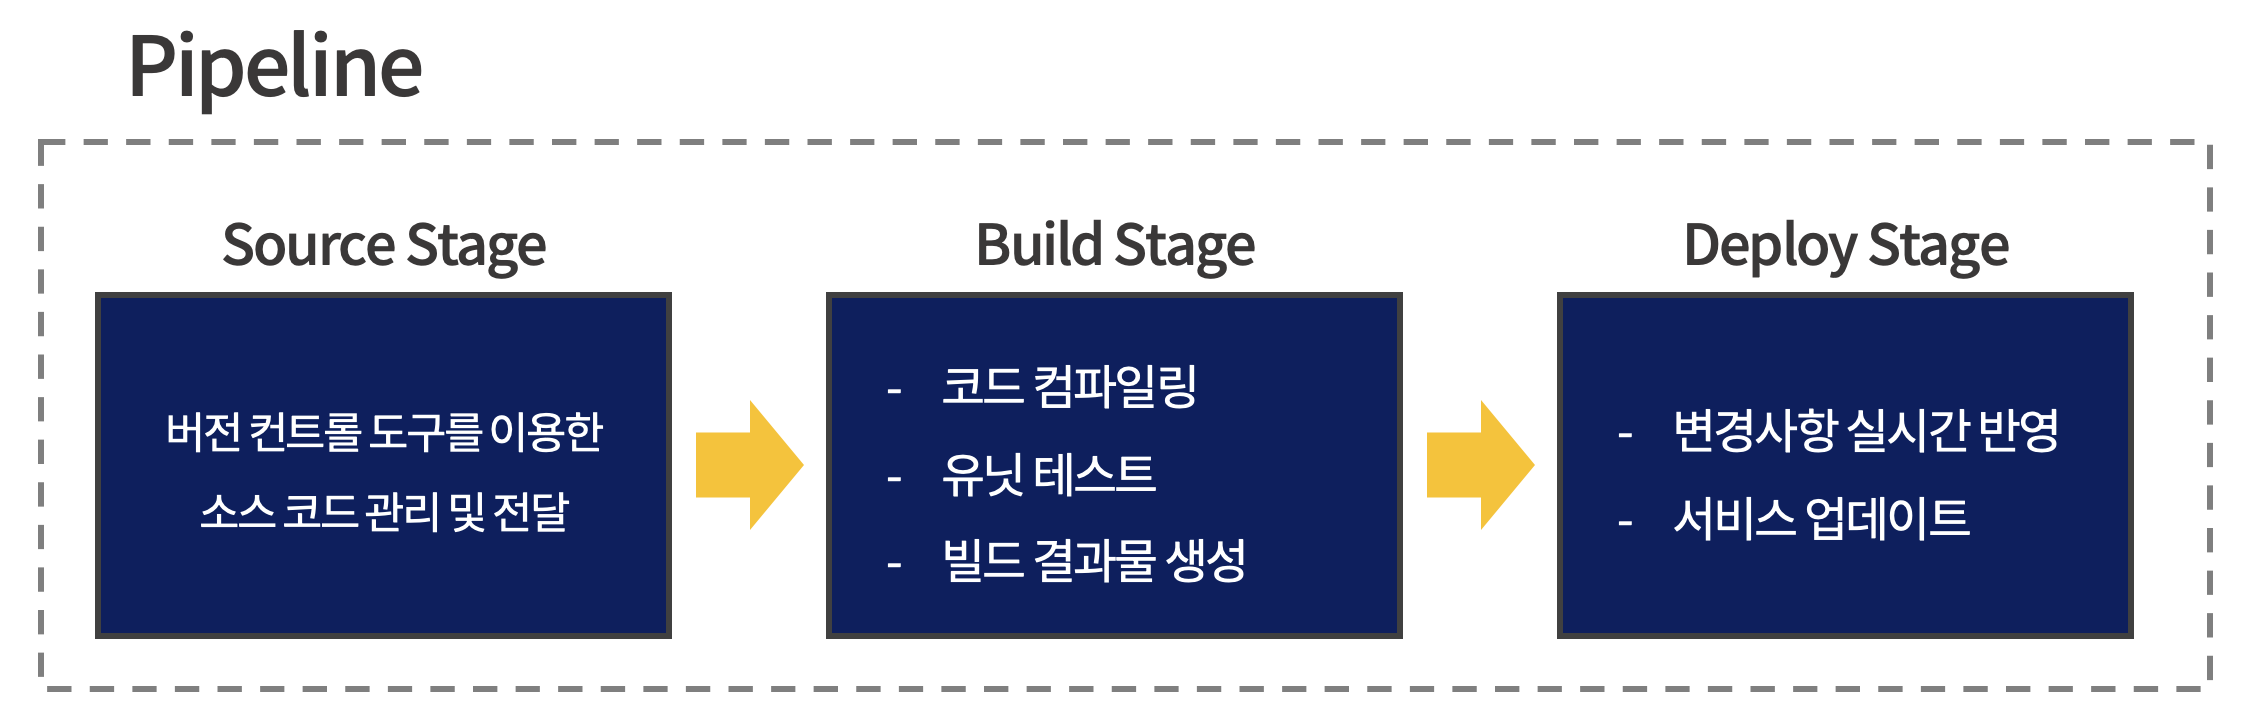 Pipeline
Source Stage
버전 컨트롤 도구를 이용한
소스 코드 관리 및 전달
Build Stage
- 코드 컴파일링
- 유닛 테스트
- 빌드 결과물 생성
Deploy Stage
- 변경사항 실시간 반영
- 서비스 업데이트